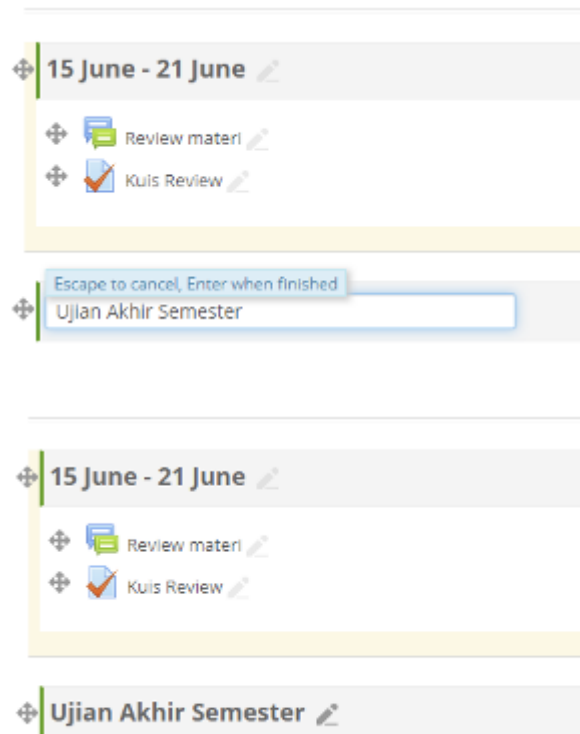 15 June - 21 June
Review materi
Kuis Review
Escape to cancel, Enter when finished
Ujian Akhir Semester
15 June - 21 June
Review materi
Kuis Review
Ujian Akhir Semester